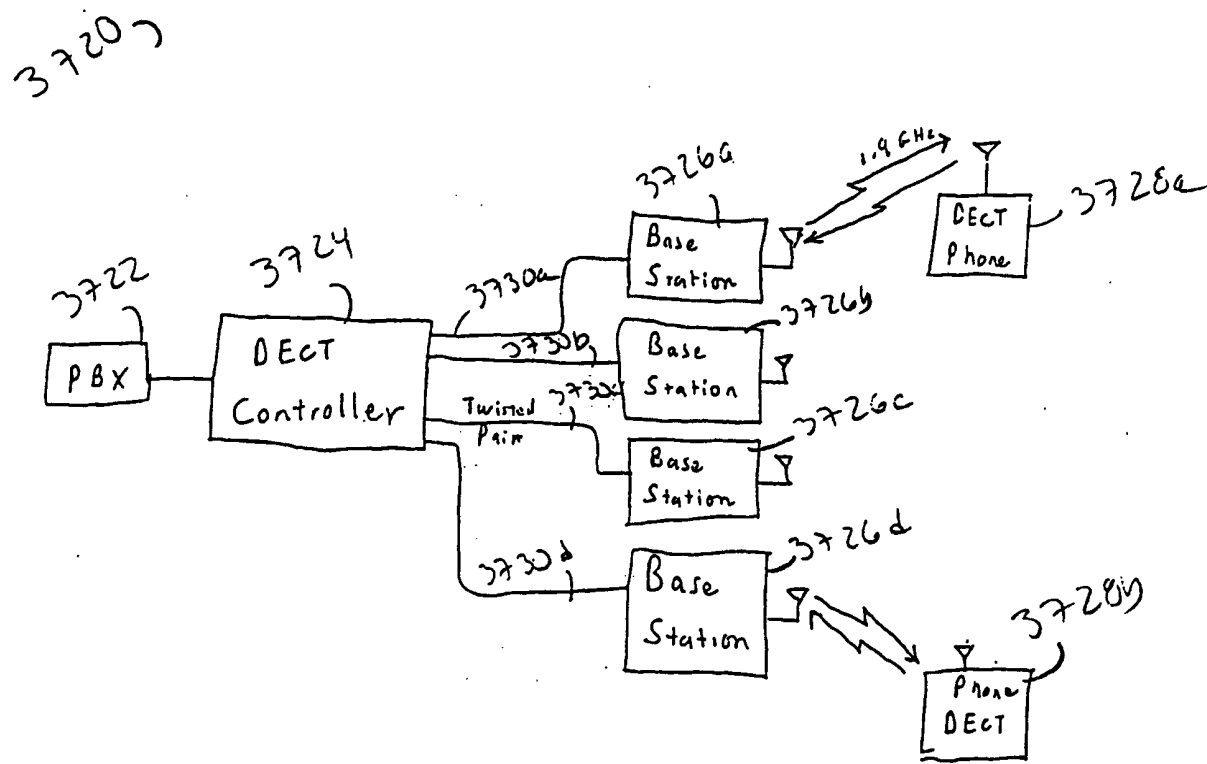 3720
1.9 GHz
3726a
3728a
DECT
Phone
Base
Station
3724
3722
3730a
3726b
DECT
Controller
PBX
3730b
Base
Station
3730c
Twisted
Pair
3726c
Base
Station
3726d
3730d
Base
Station
3728b
Phone
DECT